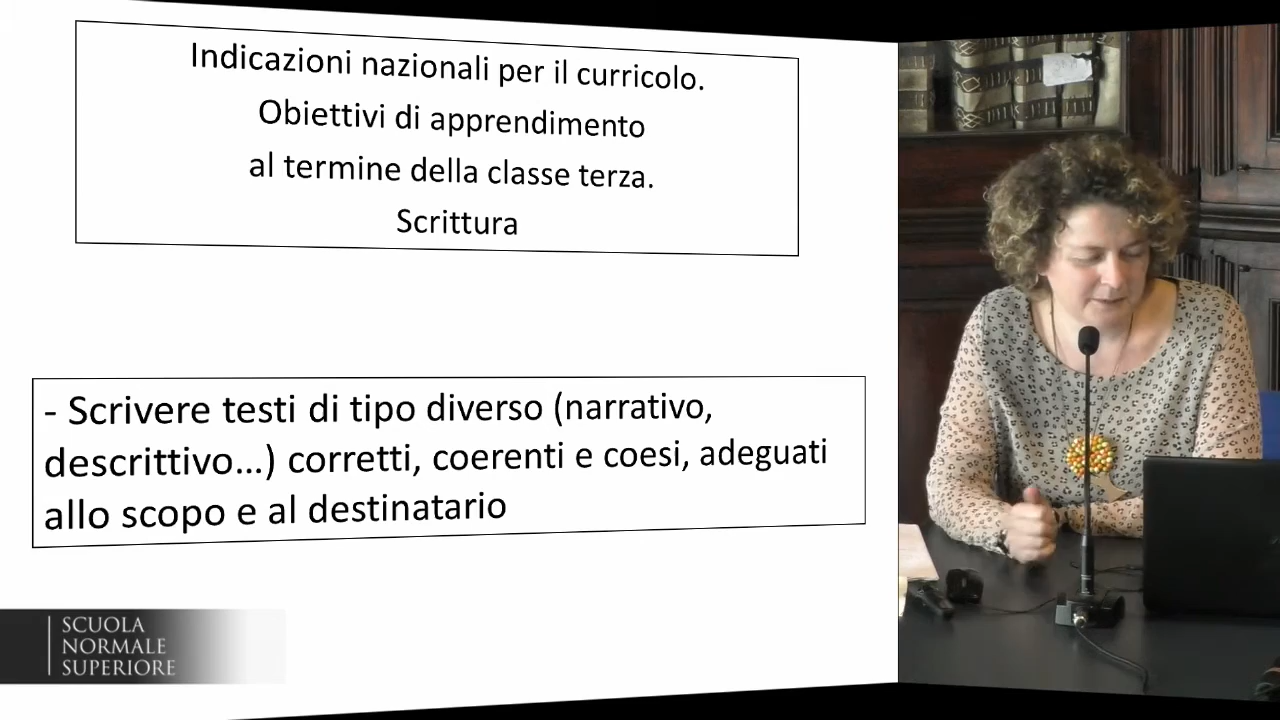 Indicazioni nazionali per il curricolo.
Obiettivi di apprendimento
al termine della classe terza.
Scrittura
- Scrivere testi di tipo diverso (narrativo,
descrittivo...) corretti, coerenti e coesi, adeguati
allo scopo e al destinatario
SCUOLA
NORMALE
SUPERIORE